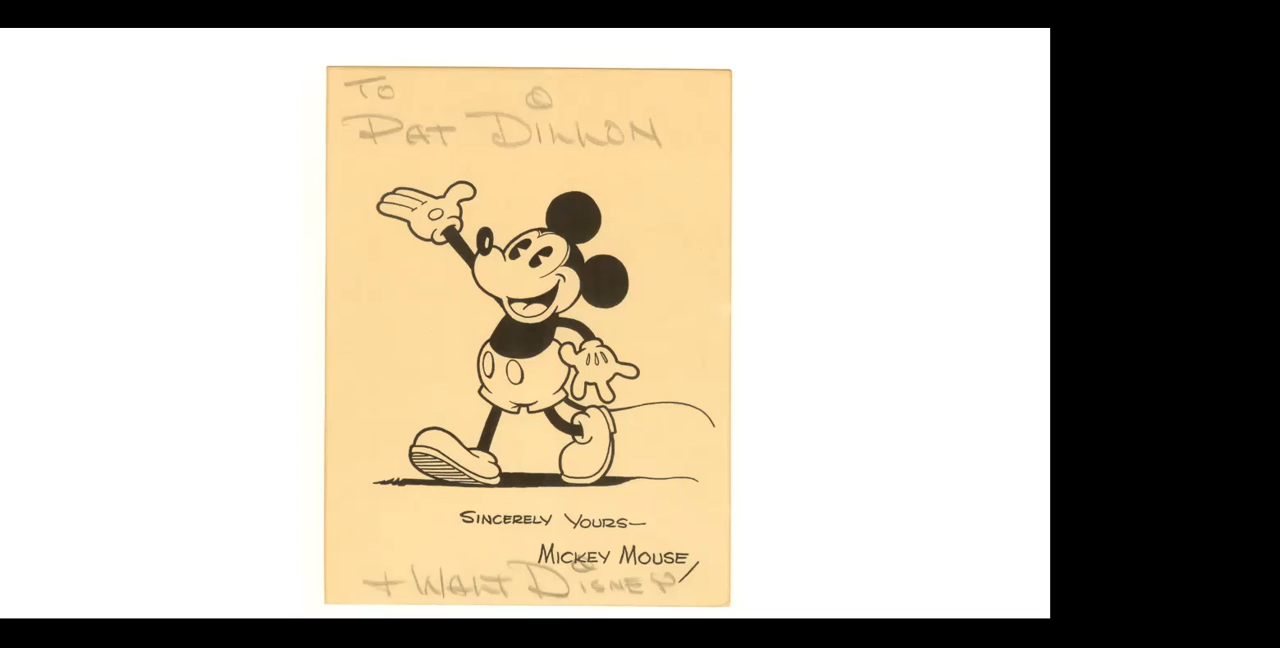 To
Pat Dillon
Sincerely Yours—
Mickey Mouse
+ Walt Disney